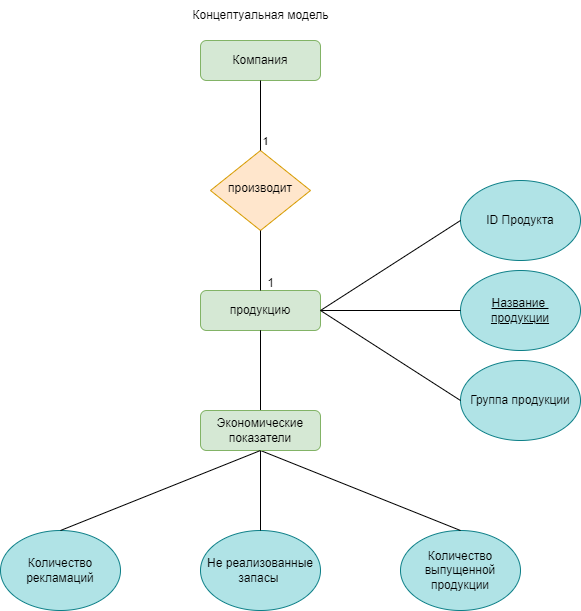 Концептуальная модель
Компания
1
производит
ID Продукта
1
Название
продукции
продукцию
Группа продукции
Экономические
показатели
Количество
рекламаций
Не реализованные
запасы
Количество
выпущенной
продукции